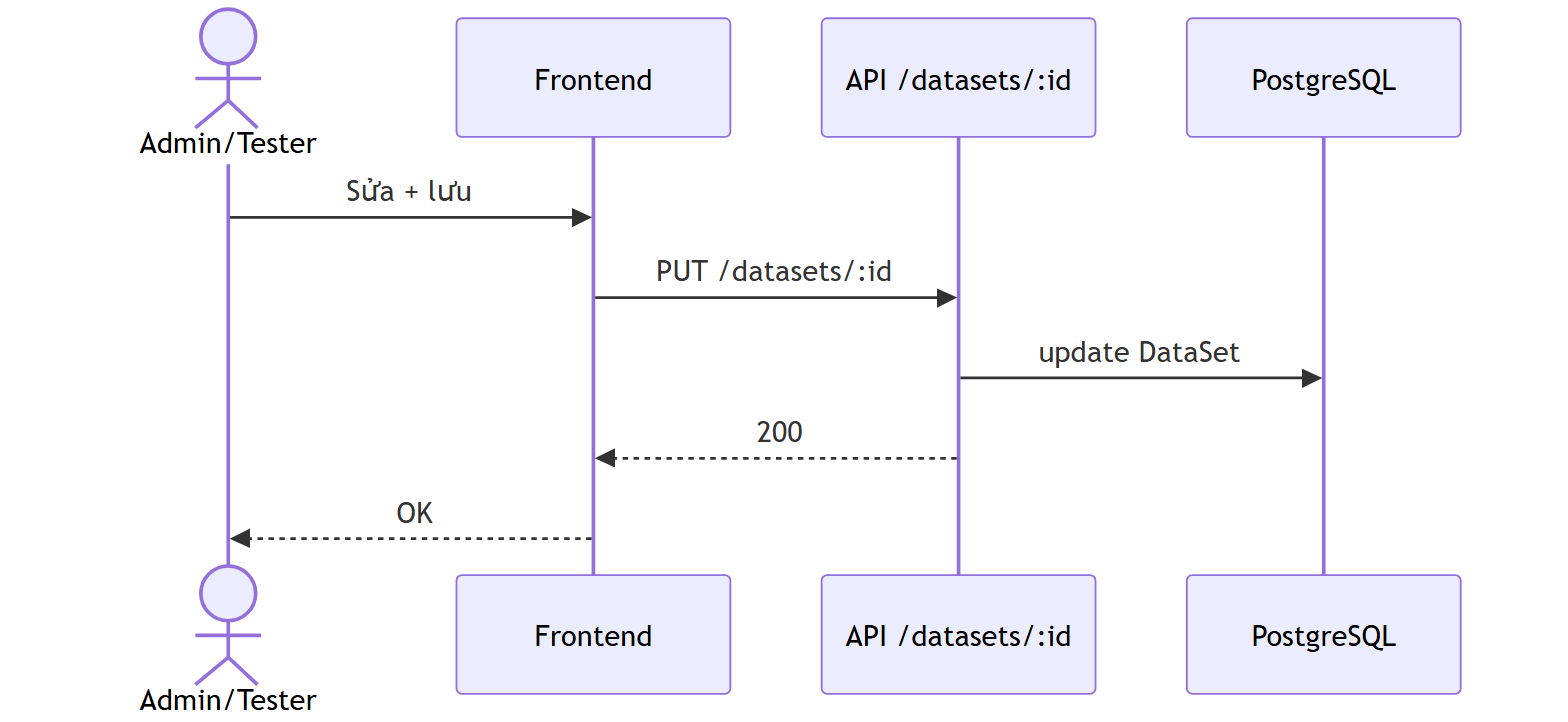 Admin/Tester
Frontend
API /datasets/:id
PostgreSQL
Sửa + lưu
PUT /datasets/:id
update DataSet
200
OK
Admin/Tester
Frontend
API /datasets/:id
PostgreSQL